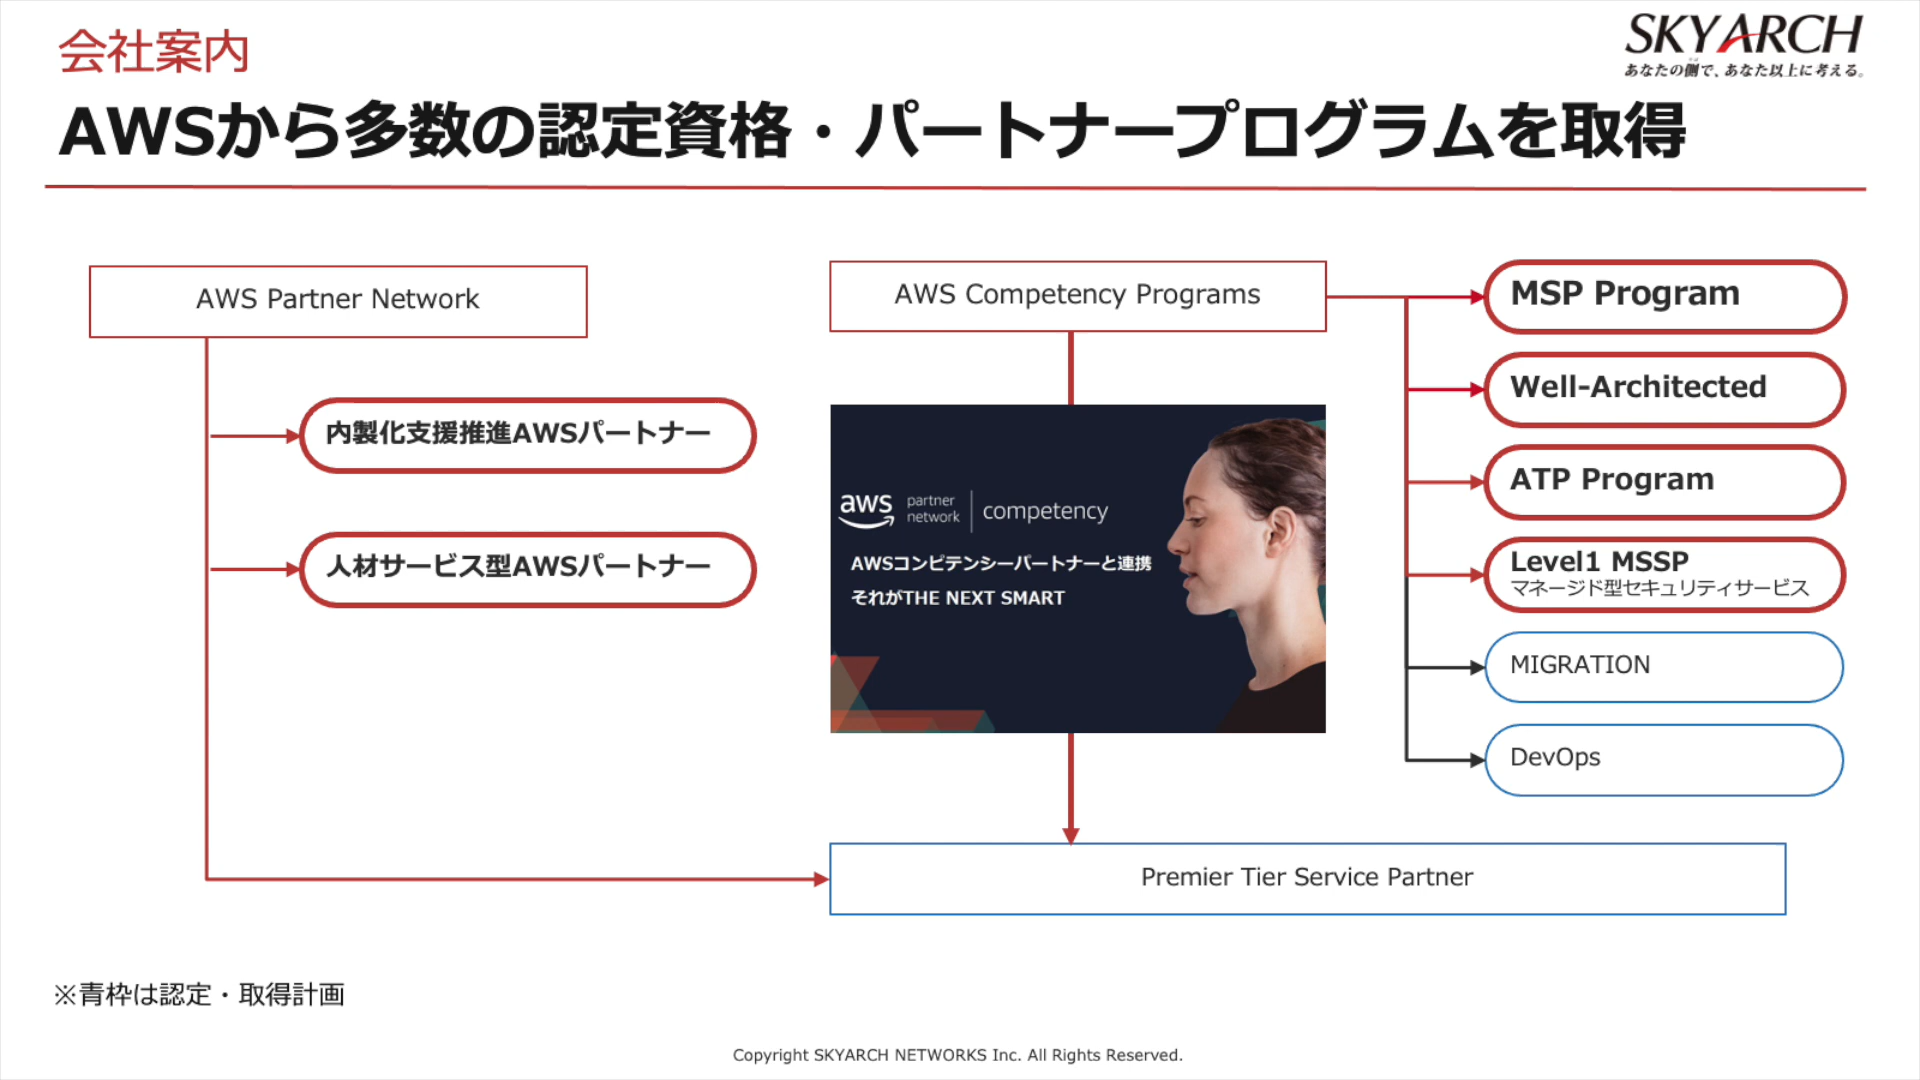 会社案内
SKYARCH
あなたの側で、あなた以上に考える。
AWSから多数の認定資格・パートナープログラムを取得
AWS Partner Network
内製化支援推進AWSパートナー
人材サービス型AWSパートナー
AWS Competency Programs
aws partner network | competency
AWSコンピテンシーパートナーと連携
それがTHE NEXT SMART
MSP Program
Well-Architected
ATP Program
Level1 MSSP
マネージド型セキュリティサービス
MIGRATION
DevOps
Premier Tier Service Partner
※青枠は認定・取得計画
Copyright SKYARCH NETWORKS Inc. All Rights Reserved.